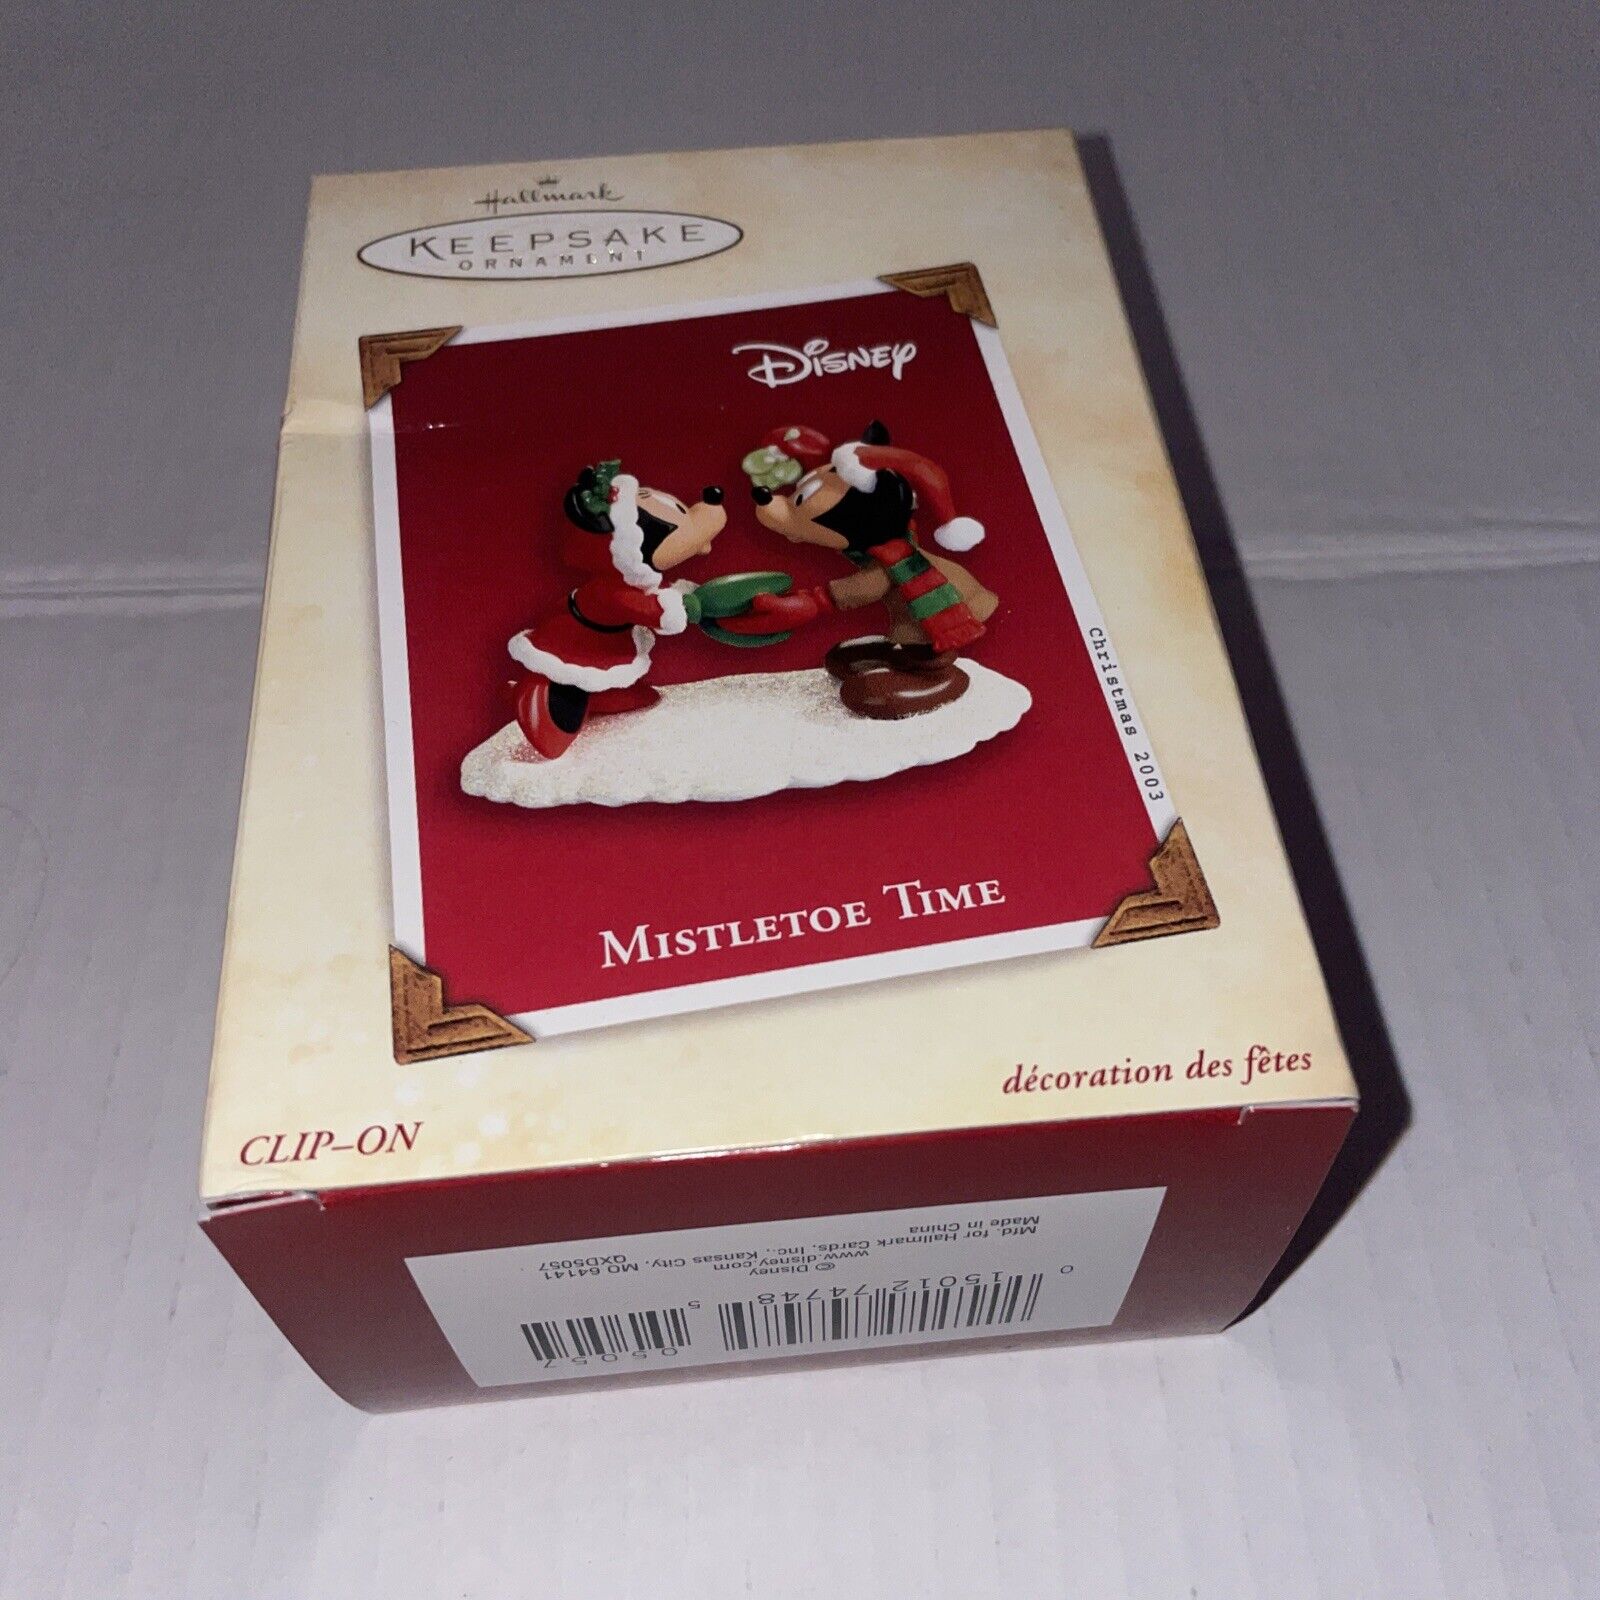 Hallmark
KEEPSAKE
ORNAMENT
DISNEY
Christmas 2003
MISTLETOE TIME
décoration des fêtes
CLIP-ON
05057
0 15012 74748 5
© Disney
www.disney.com
QXD5057
Mfd. for Hallmark Cards, Inc., Kansas City, MO 64141
Made in China